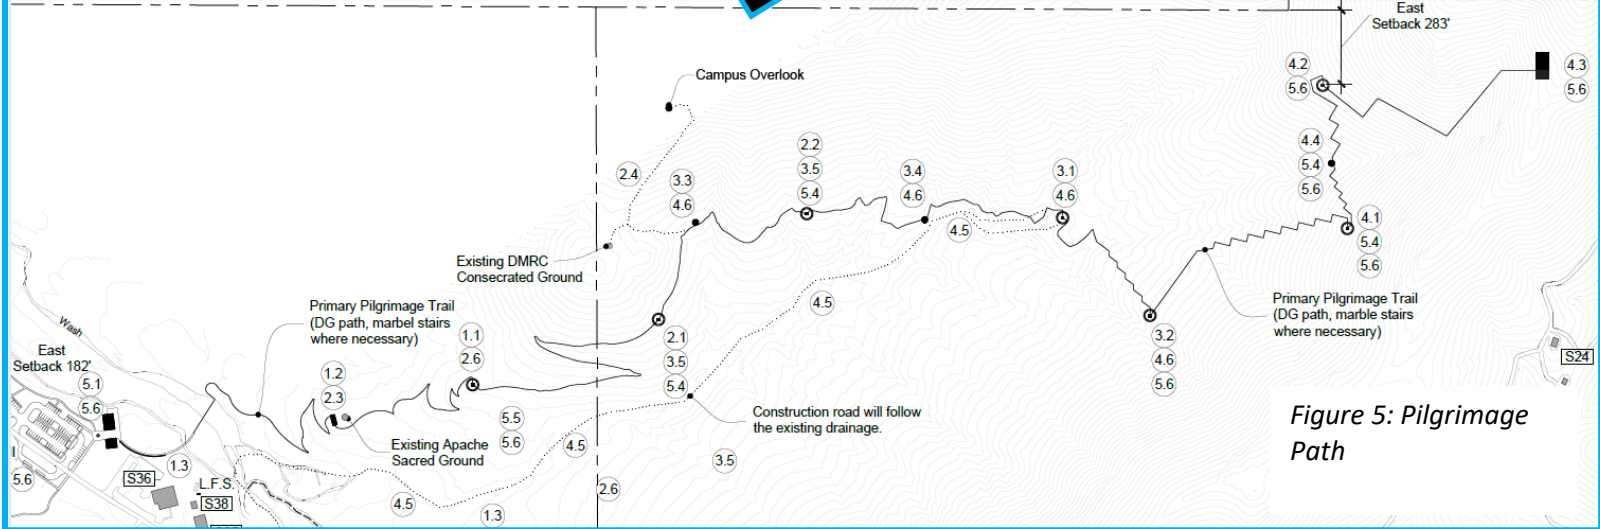 East
Setback 283'
4.2
5.6
4.3
5.6
Campus Overlook
2.2
3.5
5.4
4.4
5.4
5.6
2.4
3.3
4.6
3.4
4.6
3.1
4.6
4.1
5.4
5.6
4.5
Existing DMRC
Consecrated Ground
4.5
Primary Pilgrimage Trail
(DG path, marbel stairs
where necessary)
Primary Pilgrimage Trail
(DG path, marble stairs
where necessary)
Wash
1.1
2.6
2.1
3.5
5.4
3.2
4.6
5.6
East
Setback 182'
5.1
5.6
1.2
2.3
S24
5.5
5.6
Construction road will follow
the existing drainage.
Existing Apache
Sacred Ground
4.5
Figure 5: Pilgrimage
Path
1.3
3.5
5.6
S36
L.F.S.
S38
4.5
1.3
2.6